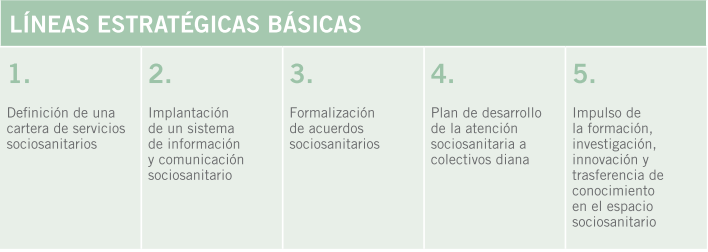 LÍNEAS ESTRATÉGICAS BÁSICAS
1.
Definición de una
cartera de servicios
sociosanitarios
2.
Implantación
de un sistema
de información
y comunicación
sociosanitario
3.
Formalización
de acuerdos
sociosanitarios
4.
Plan de desarrollo
de la atención
sociosanitaria a
colectivos diana
5.
Impulso de
la formación,
investigación,
innovación y
trasferencia de
conocimiento
en el espacio
sociosanitario